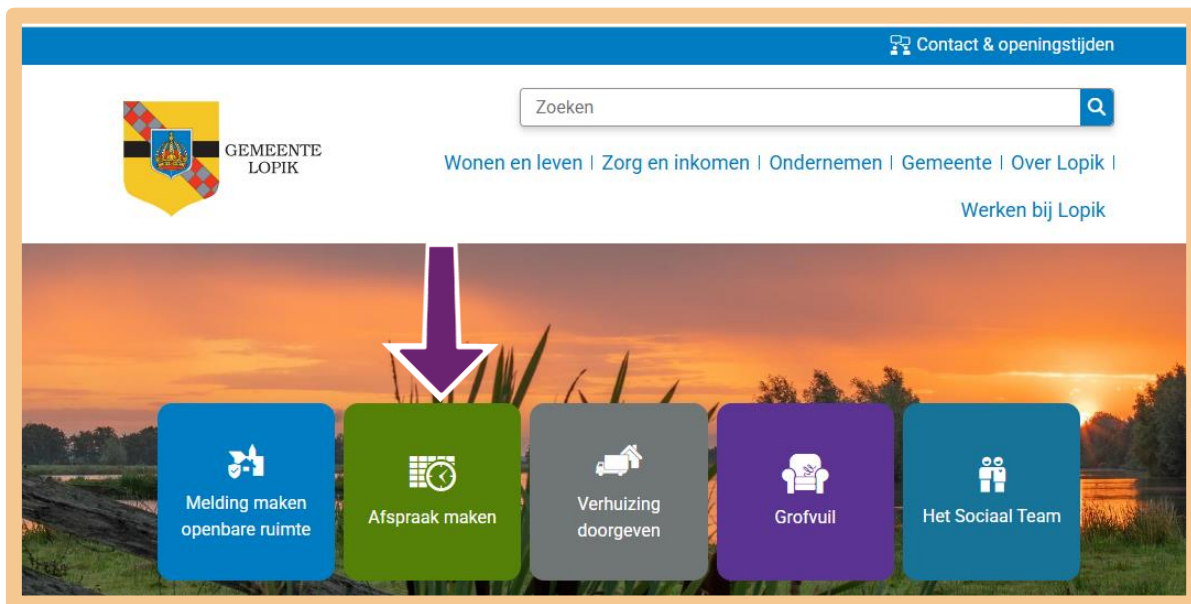 Contact & openingstijden
Zoeken
GEMEENTE
LOPIK
Wonen en leven | Zorg en inkomen | Ondernemen | Gemeente | Over Lopik |
Werken bij Lopik
Melding maken
openbare ruimte
Afspraak maken
Verhuizing
doorgeven
Grofvuil
Het Sociaal Team